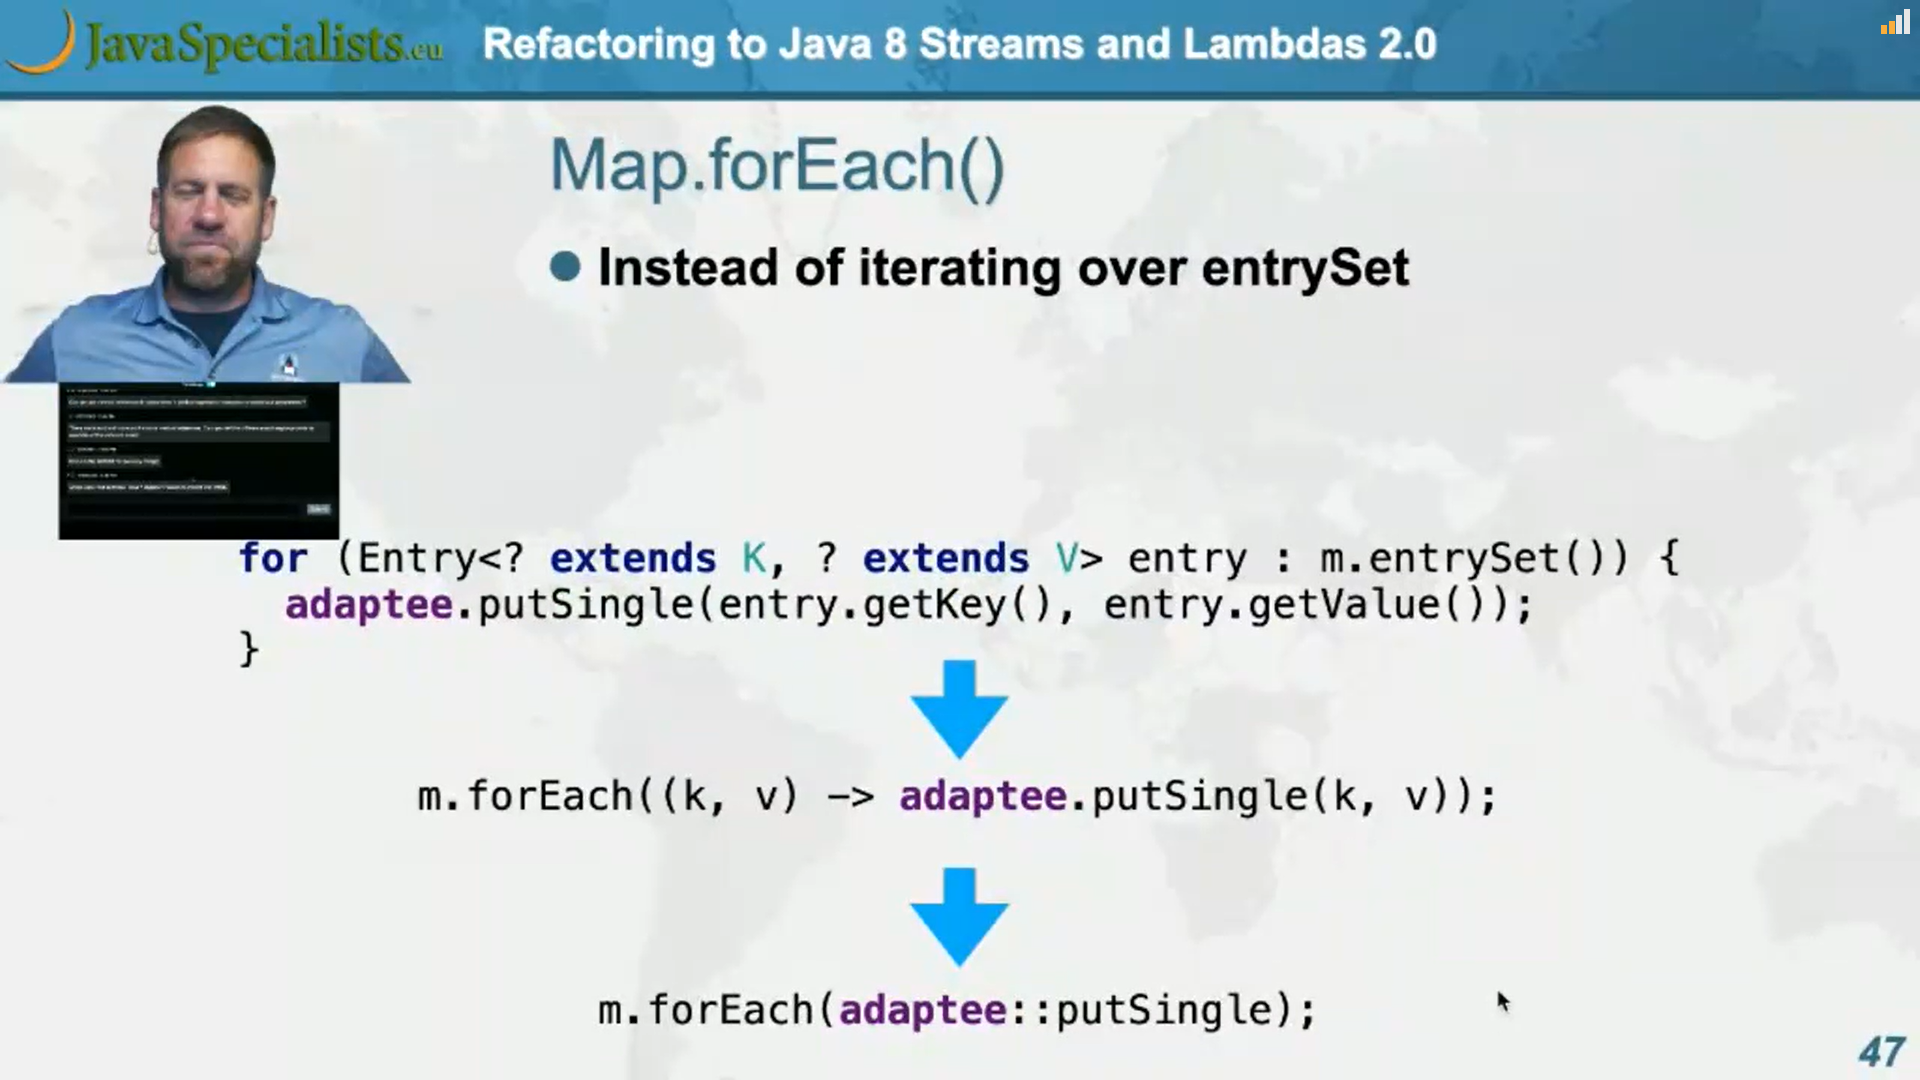 JavaSpecialists.eu
Refactoring to Java 8 Streams and Lambdas 2.0
Map.forEach()
● Instead of iterating over entrySet
for (Entry<? extends K, ? extends V> entry : m.entrySet()) {
adaptee.putSingle(entry.getKey(), entry.getValue());
}
m.forEach((k, v) -> adaptee.putSingle(k, v));
m.forEach(adaptee::putSingle);
47